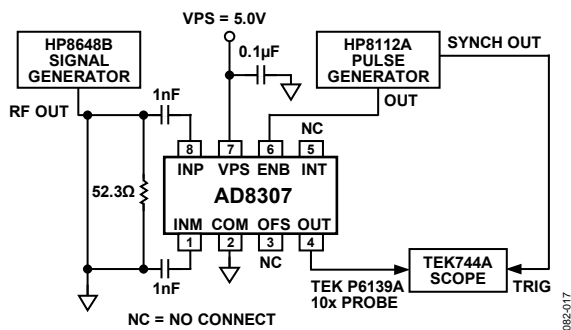 VPS = 5.0V
HP8648B
SIGNAL
GENERATOR
0.1µF
HP8112A
PULSE
GENERATOR
SYNCH OUT
OUT
RF OUT
1nF
NC
8
7
6
5
INP
VPS
ENB
INT
52.3Ω
AD8307
INM
COM
OFS
OUT
1
2
3
4
NC
1nF
TEK P6139A
10x PROBE
TEK744A
SCOPE
TRIG
NC = NO CONNECT
082-017